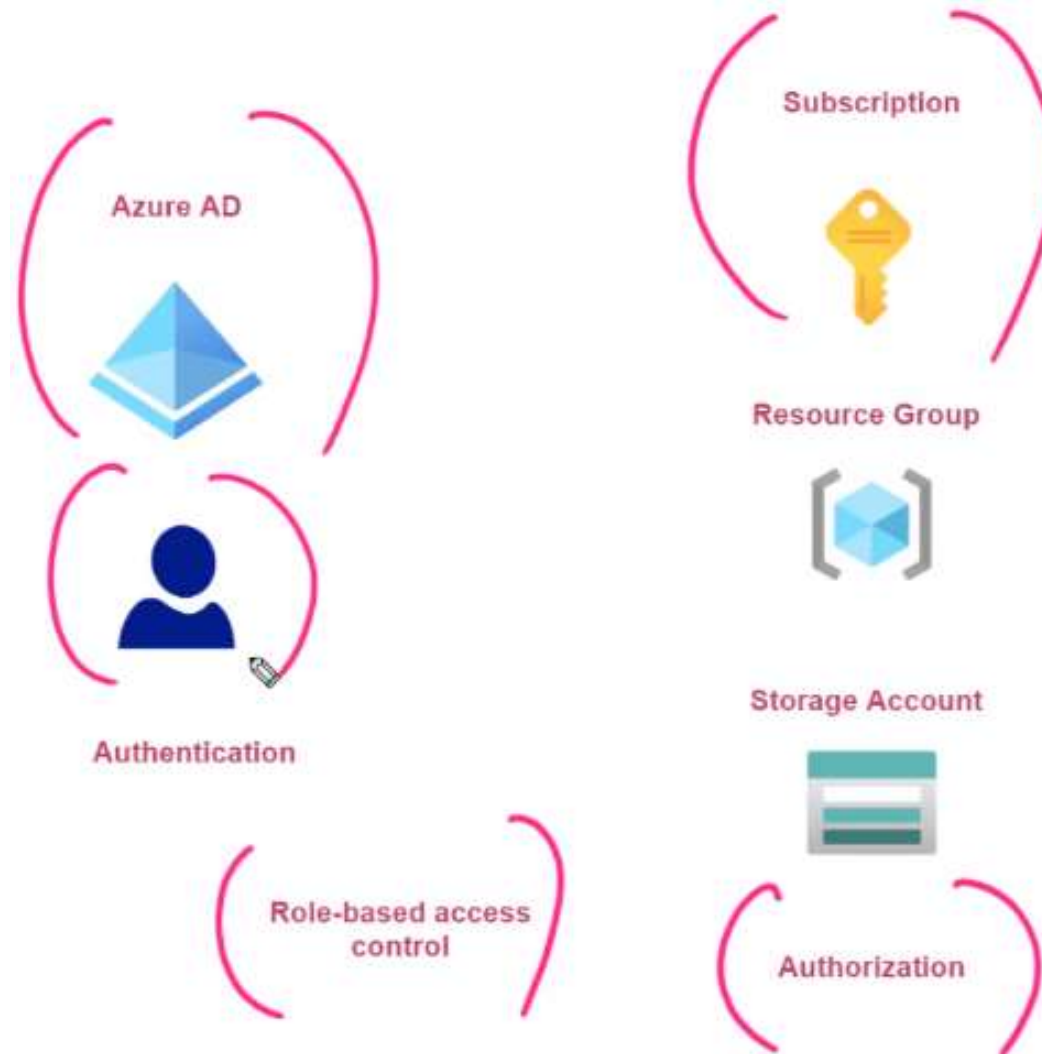 Subscription
Azure AD
Resource Group
Storage Account
Authentication
Role-based access
control
Authorization